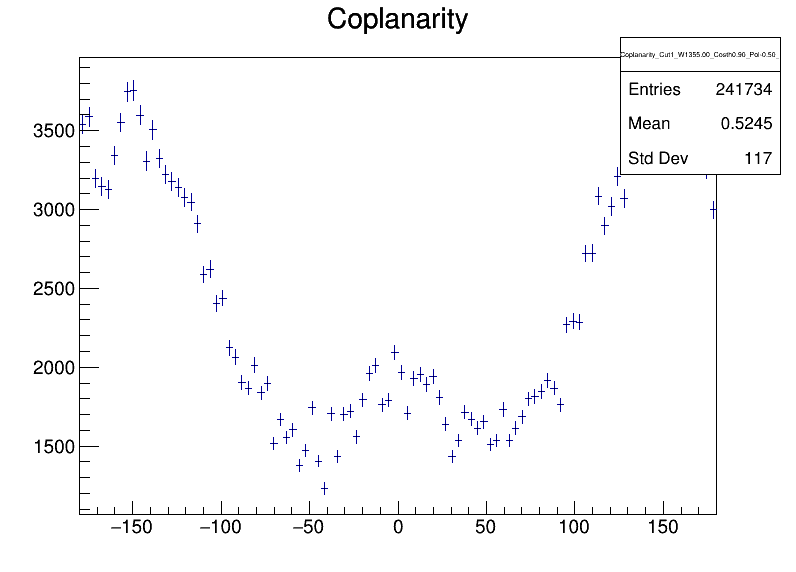 Coplanarity
Coplanarity_Cut1_W1355.00_Costh0.90_Pol-0.50_
Entries 241734
Mean 0.5245
Std Dev 117
3500
3000
2500
2000
1500
−150 −100 −50 0 50 100 150